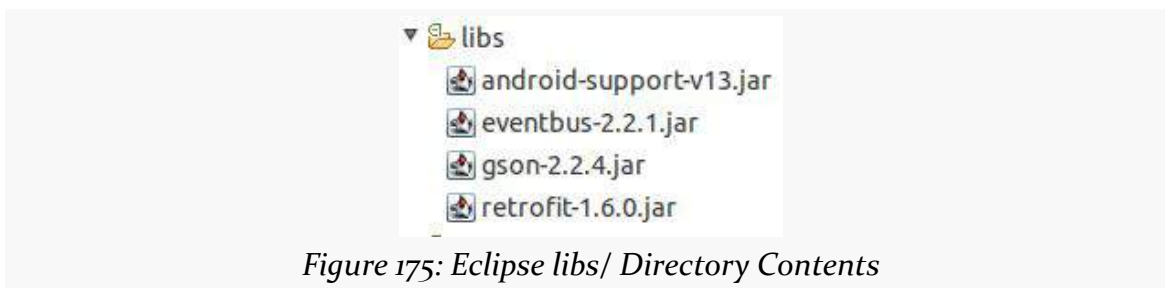 libs
android-support-v13.jar
eventbus-2.2.1.jar
gson-2.2.4.jar
retrofit-1.6.0.jar
Figure 175: Eclipse libs/ Directory Contents